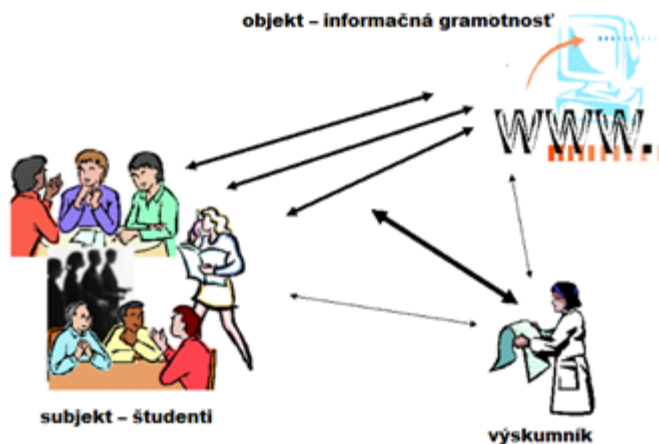 objekt – informačná gramotnosť
WWW.
subjekt – študenti
výskumník